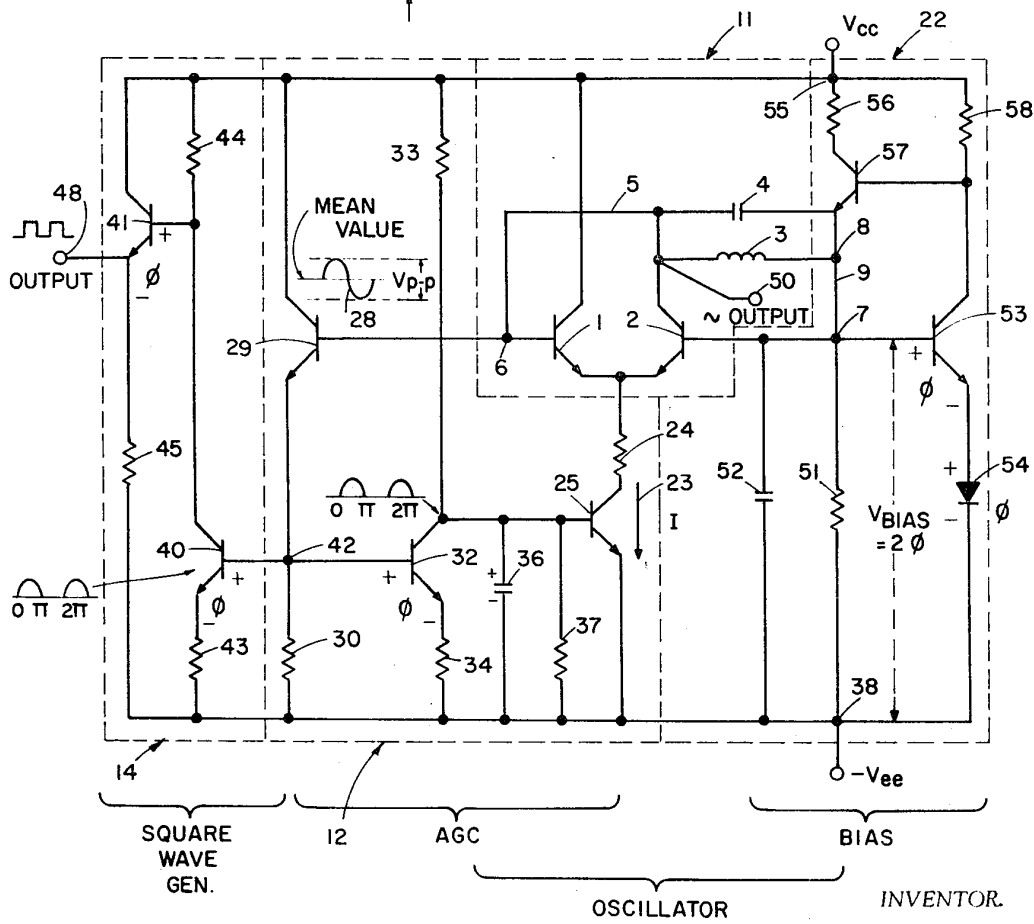 11
Vcc
22
55
56
58
44
33
57
48
5
4
41
+
MEAN
VALUE
3
8
OUTPUT
Φ
−
Vp-p
9
50
28
~ OUTPUT
7
53
29
6
1
2
+
Φ
−
45
24
52
51
+
54
−
Φ
0 π 2π
25
23
I
VBIAS
= 2Φ
40
42
32
36
+
−
+
Φ
−
+
Φ
−
0 π 2π
37
43
30
34
38
14
−Vee
SQUARE
WAVE
GEN.
12
AGC
BIAS
OSCILLATOR
INVENTOR.